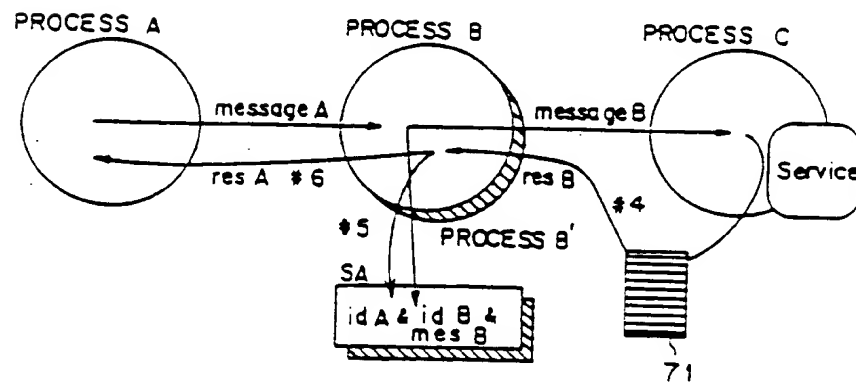 PROCESS A
PROCESS B
PROCESS C
message A
message B
Service
res A #6
res B
#4
#5
PROCESS B'
SA
id A & id B &
mes B
71